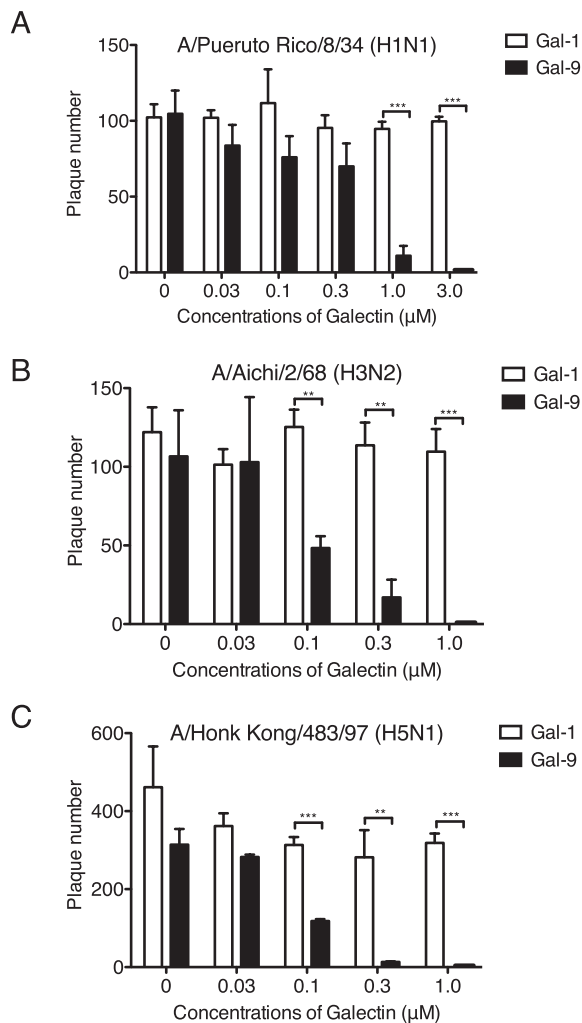 A
A/Pueruto Rico/8/34 (H1N1)
Gal-1
Gal-9
Plaque number
150
100
50
0
***
***
0 0.03 0.1 0.3 1.0 3.0
Concentrations of Galectin (μM)
B
A/Aichi/2/68 (H3N2)
Gal-1
Gal-9
Plaque number
150
100
50
0
**
**
***
0 0.03 0.1 0.3 1.0
Concentrations of Galectin (μM)
C
A/Honk Kong/483/97 (H5N1)
Gal-1
Gal-9
Plaque number
600
400
200
0
***
**
***
0 0.03 0.1 0.3 1.0
Concentrations of Galectin (μM)